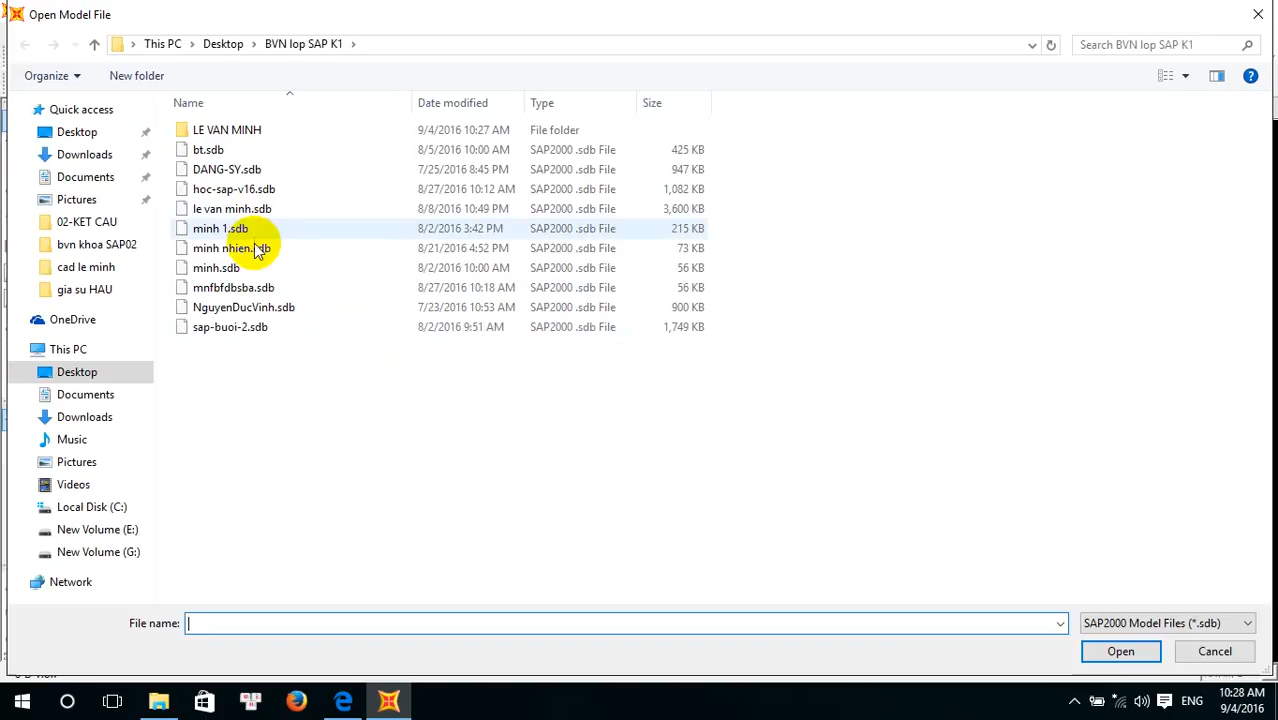 Open Model File
This PC Desktop BVN lop SAP K1
Search BVN lop SAP K1
Organize New folder
Name Date modified Type Size
LE VAN MINH 9/4/2016 10:27 AM File folder
bt.sdb 8/5/2016 10:00 AM SAP2000 .sdb File 425 KB
DANG-SY.sdb 7/25/2016 8:45 PM SAP2000 .sdb File 947 KB
hoc-sap-v16.sdb 8/27/2016 10:12 AM SAP2000 .sdb File 1,082 KB
le van minh.sdb 8/8/2016 10:49 PM SAP2000 .sdb File 3,600 KB
minh 1.sdb 8/2/2016 3:42 PM SAP2000 .sdb File 215 KB
minh nhien.sdb 8/21/2016 4:52 PM SAP2000 .sdb File 73 KB
minh.sdb 8/2/2016 10:00 AM SAP2000 .sdb File 56 KB
mnfbfdbsba.sdb 8/27/2016 10:18 AM SAP2000 .sdb File 56 KB
NguyenDucVinh.sdb 7/23/2016 10:53 AM SAP2000 .sdb File 900 KB
sap-buoi-2.sdb 8/2/2016 9:51 AM SAP2000 .sdb File 1,749 KB
Quick access
Desktop
Downloads
Documents
Pictures
02-KET CAU
bvn khoa SAP02
cad le minh
gia su HAU
OneDrive
This PC
Desktop
Documents
Downloads
Music
Pictures
Videos
Local Disk (C:)
New Volume (E:)
New Volume (G:)
Network
File name:
SAP2000 Model Files (*.sdb)
Open Cancel
ENG
10:28 AM
9/4/2016